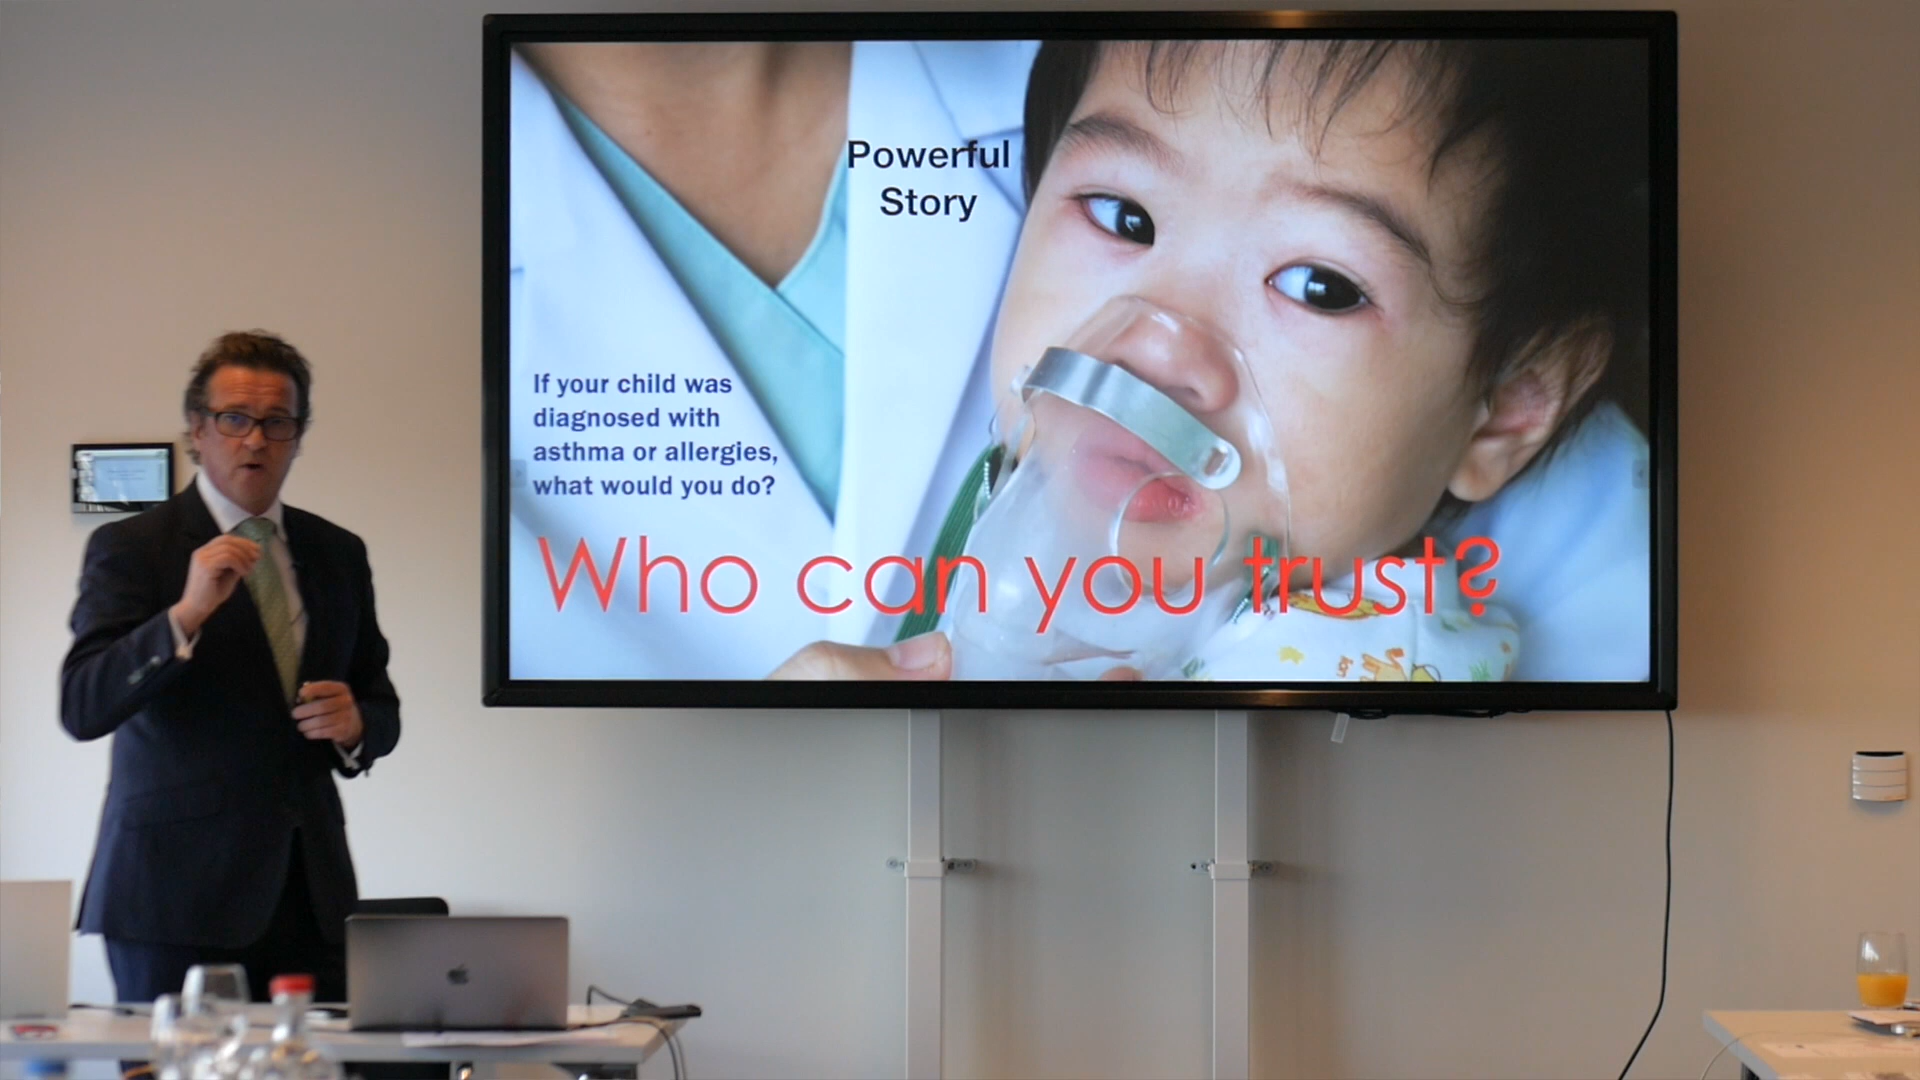 Powerful
Story
If your child was
diagnosed with
asthma or allergies,
what would you do?
Who can you trust?